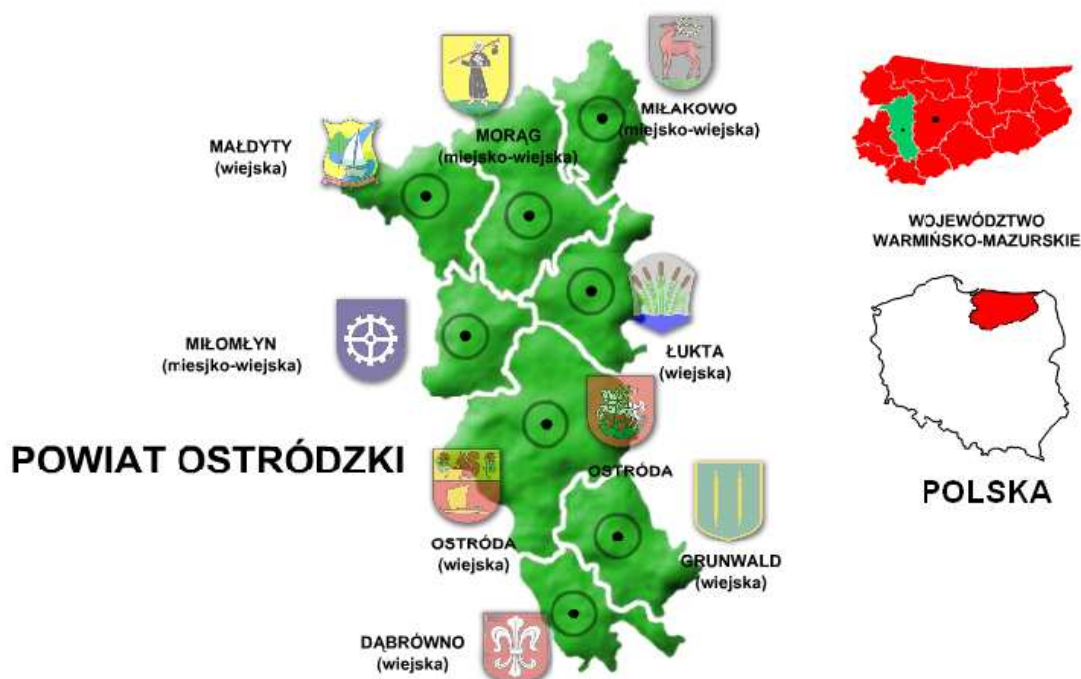 MIŁAKOWO
(miejsko-wiejska)
MORĄG
(miejsko-wiejska)
MAŁDYTY
(wiejska)
WOJEWÓDZTWO
WARMIŃSKO-MAZURSKIE
MIŁOMŁYN
(miesjko-wiejska)
ŁUKTA
(wiejska)
POWIAT OSTRÓDZKI
OSTRÓDA
POLSKA
OSTRÓDA
(wiejska)
GRUNWALD
(wiejska)
DĄBRÓWNO
(wiejska)